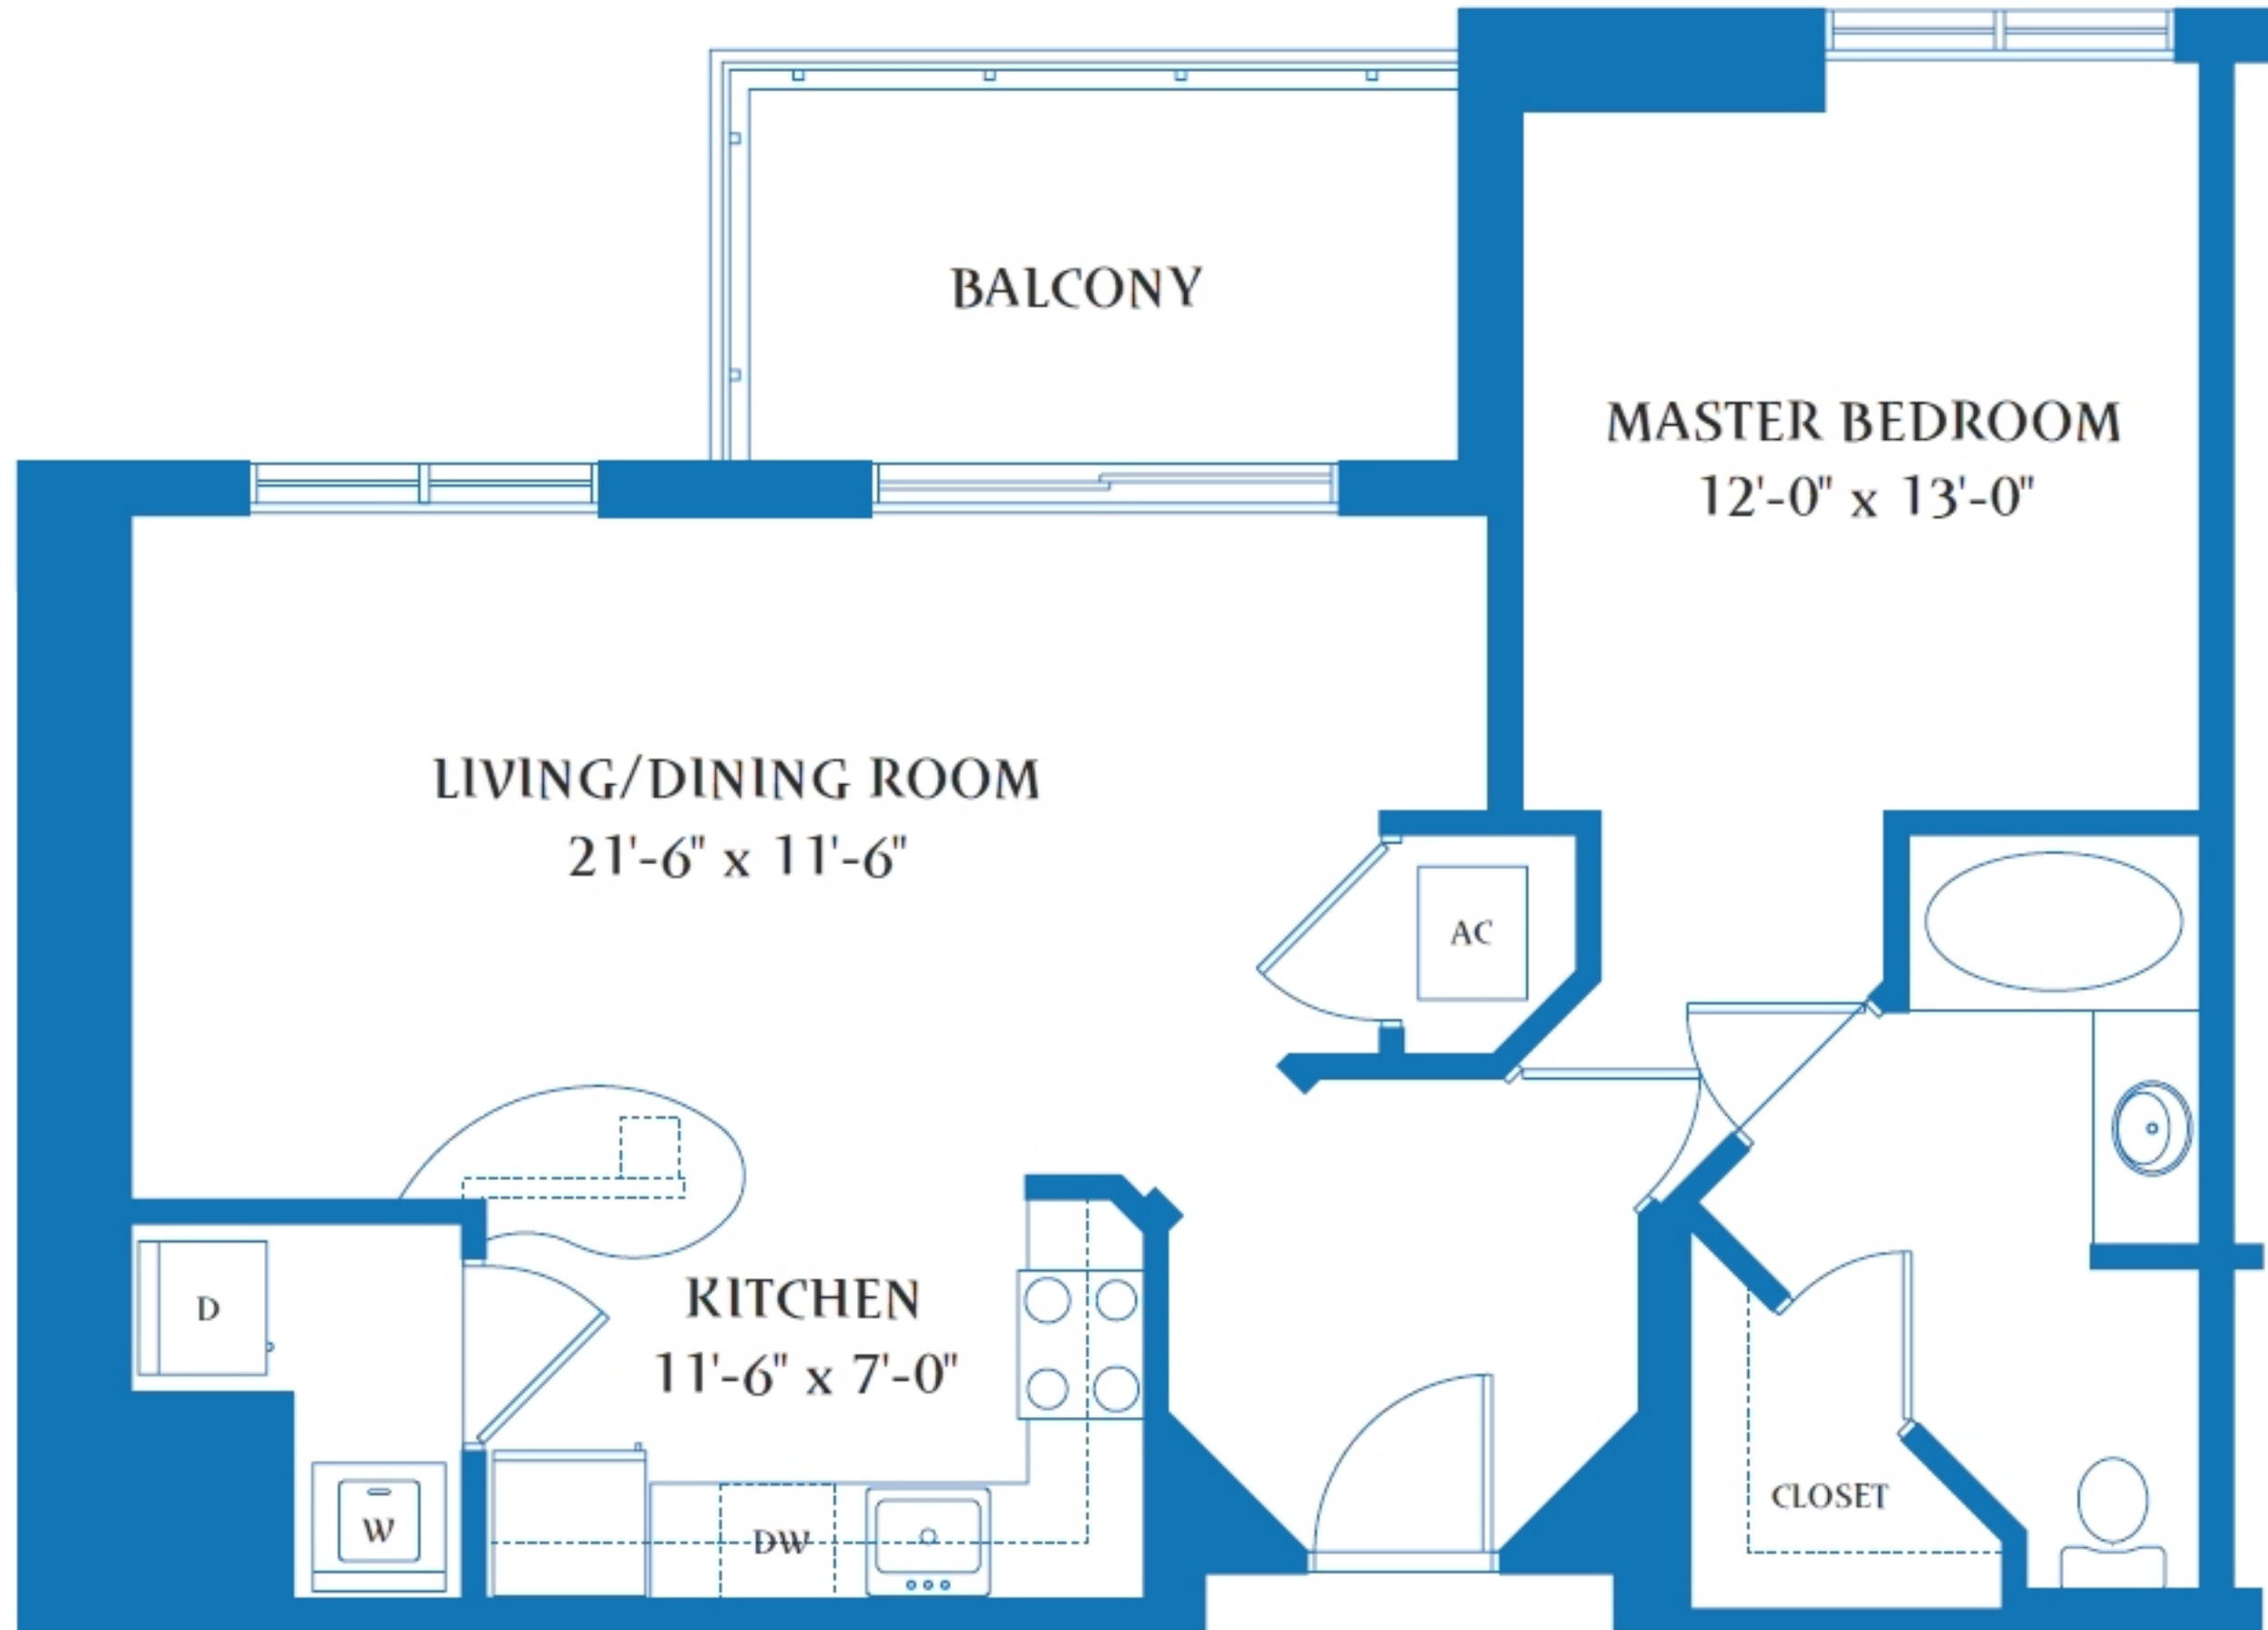 BALCONY
MASTER BEDROOM
12'-0" x 13'-0"
LIVING/DINING ROOM
21'-6" x 11'-6"
AC
D
KITCHEN
11'-6" x 7'-0"
CLOSET
W
DW